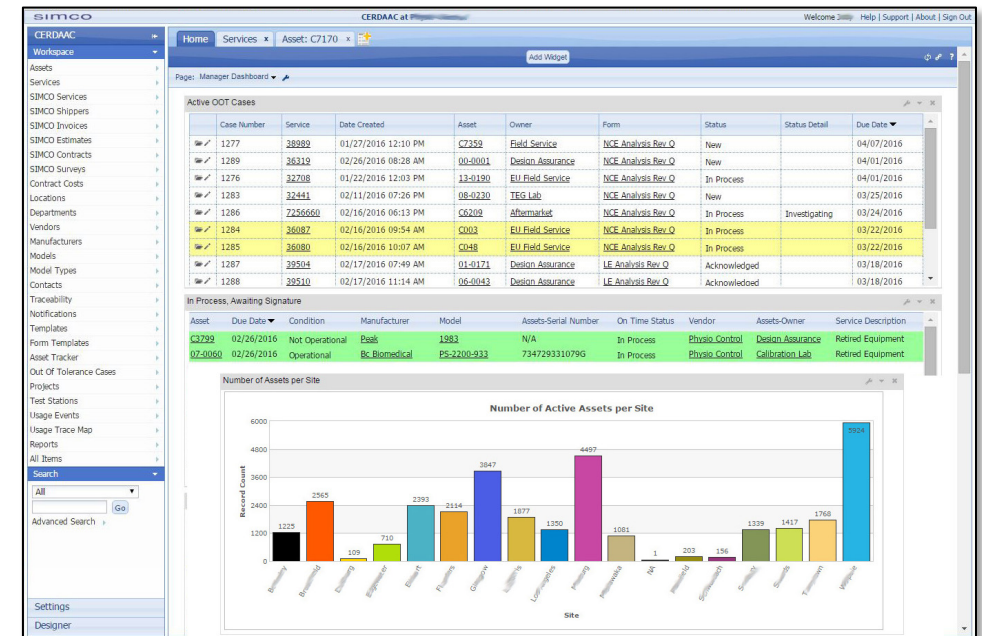 SIMCO CERDAAC at Welcome Help | Support | About | Sign Out
CERDAAC
Workspace
Assets
Services
SIMCO Services
SIMCO Shippers
SIMCO Invoices
SIMCO Estimates
SIMCO Contracts
SIMCO Surveys
Contract Costs
Locations
Departments
Vendors
Manufacturers
Models
Model Types
Contacts
Traceability
Notifications
Templates
Form Templates
Asset Tracker
Out Of Tolerance Cases
Projects
Test Stations
Usage Events
Usage Trace Map
Reports
All Items
Search
All
Go
Advanced Search
Settings
Designer
Home Services x Asset: C7170 x
Add Widget ?
Page: Manager Dashboard
Active OOT Cases
Case Number Service Date Created Asset Owner Form Status Status Detail Due Date
1277 38989 01/27/2016 12:10 PM C7359 Field Service NCE Analysis Rev Q New 04/07/2016
1289 36319 02/26/2016 08:28 AM 00-0001 Design Assurance NCE Analysis Rev Q New 04/01/2016
1276 32708 01/22/2016 12:03 PM 13-0190 EU Field Service NCE Analysis Rev Q In Process 04/01/2016
1283 32441 02/11/2016 07:26 PM 08-0230 TEG Lab NCE Analysis Rev Q New 03/25/2016
1286 7256660 02/16/2016 06:13 PM C6209 Aftermarket NCE Analysis Rev Q In Process Investigating 03/24/2016
1284 36087 02/16/2016 09:54 AM C003 EU Field Service NCE Analysis Rev Q In Process 03/22/2016
1285 36080 02/16/2016 10:07 AM C048 EU Field Service NCE Analysis Rev Q In Process 03/22/2016
1287 39504 02/17/2016 07:49 AM 01-0171 Design Assurance LE Analysis Rev Q Acknowledged 03/18/2016
1288 39510 02/17/2016 11:14 AM 06-0043 Design Assurance LE Analysis Rev Q Acknowledged 03/18/2016
In Process, Awaiting Signature
Asset Due Date Condition Manufacturer Model Assets-Serial Number On Time Status Vendor Assets-Owner Service Description
C3799 02/26/2016 Not Operational Peak 1983 N/A In Process Physio Control Design Assurance Retired Equipment
07-0060 02/26/2016 Operational Bc Biomedical PS-2200-933 734729331079G In Process Physio Control Calibration Lab Retired Equipment
Number of Assets per Site
Number of Active Assets per Site
Record Count
6000
4800
3600
2400
1200
0
1225 2565 109 710 2393 2114 3847 1877 1350 4497 1081 1 203 156 1339 1417 1768 5924
NA
Site